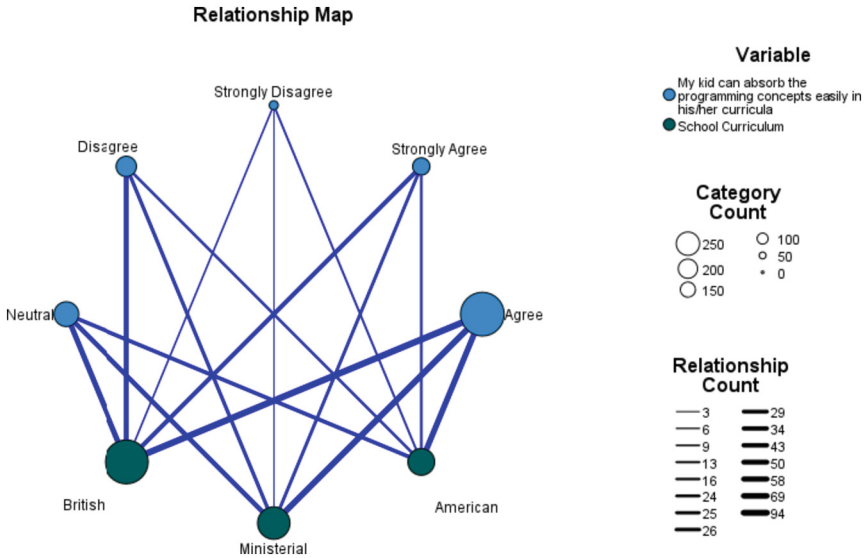 Relationship Map
Strongly Disagree
Disagree
Strongly Agree
Neutral
Agree
British
American
Ministerial
Variable
My kid can absorb the
programming concepts easily in
his/her curricula
School Curriculum
Category
Count
250
100
200
50
150
0
Relationship
Count
3
29
6
34
9
43
13
50
16
58
24
69
25
94
26